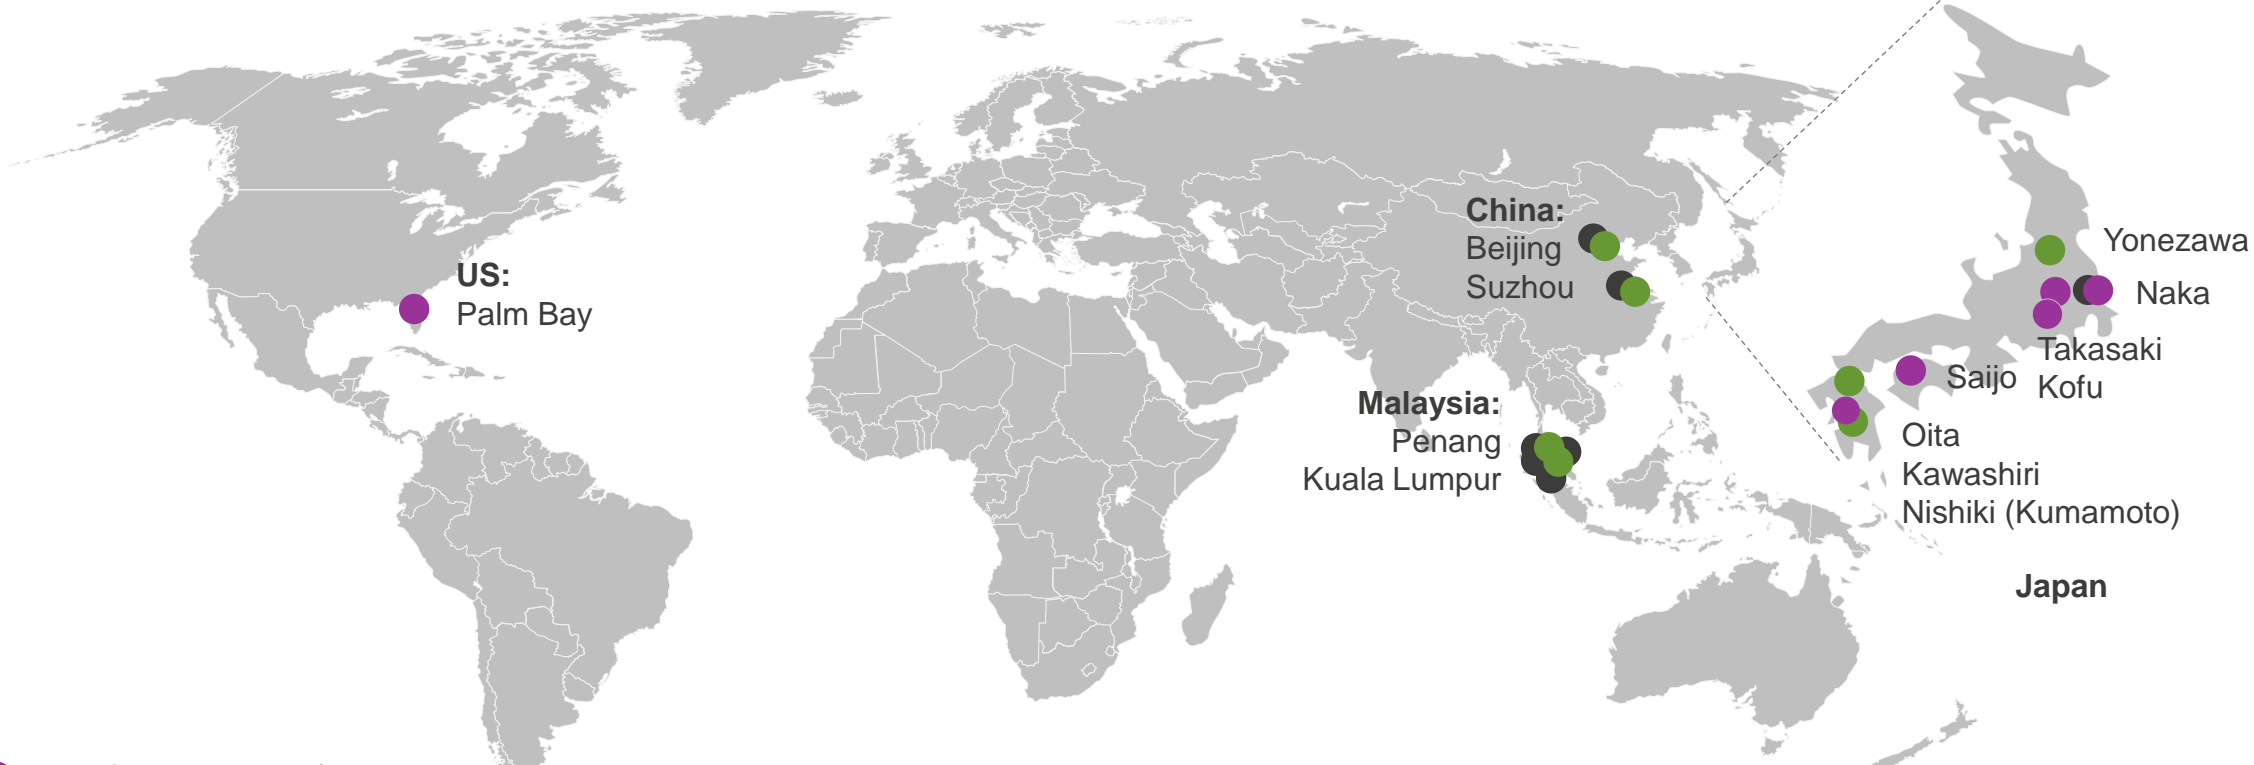 US:
Palm Bay
China:
Beijing
Suzhou
Malaysia:
Penang
Kuala Lumpur
Yonezawa
Naka
Takasaki
Kofu
Saijo
Oita
Kawashiri
Nishiki (Kumamoto)
Japan